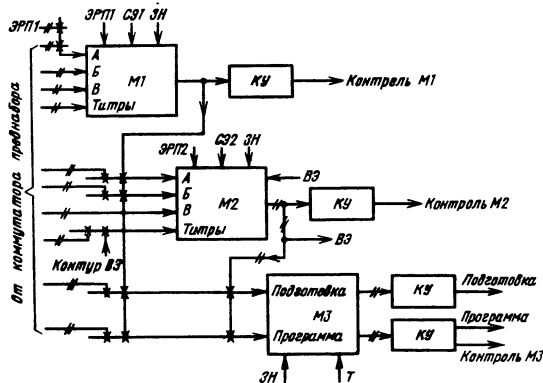 ЭРП1 СЭ1 ЗН
ЭРП1
А
Б
В
Титры
М1
КУ
Контрель М1
От коммутатора преднабора
ЭРП2 СЭ2 ЗН
А
Б
В
Титры
М2
ВЭ
КУ
Контроль М2
ВЭ
Контур ВЭ
Подготовка
М3
Программа
КУ
Подготовка
КУ
Программа
Контроль М3
ЗН
Т